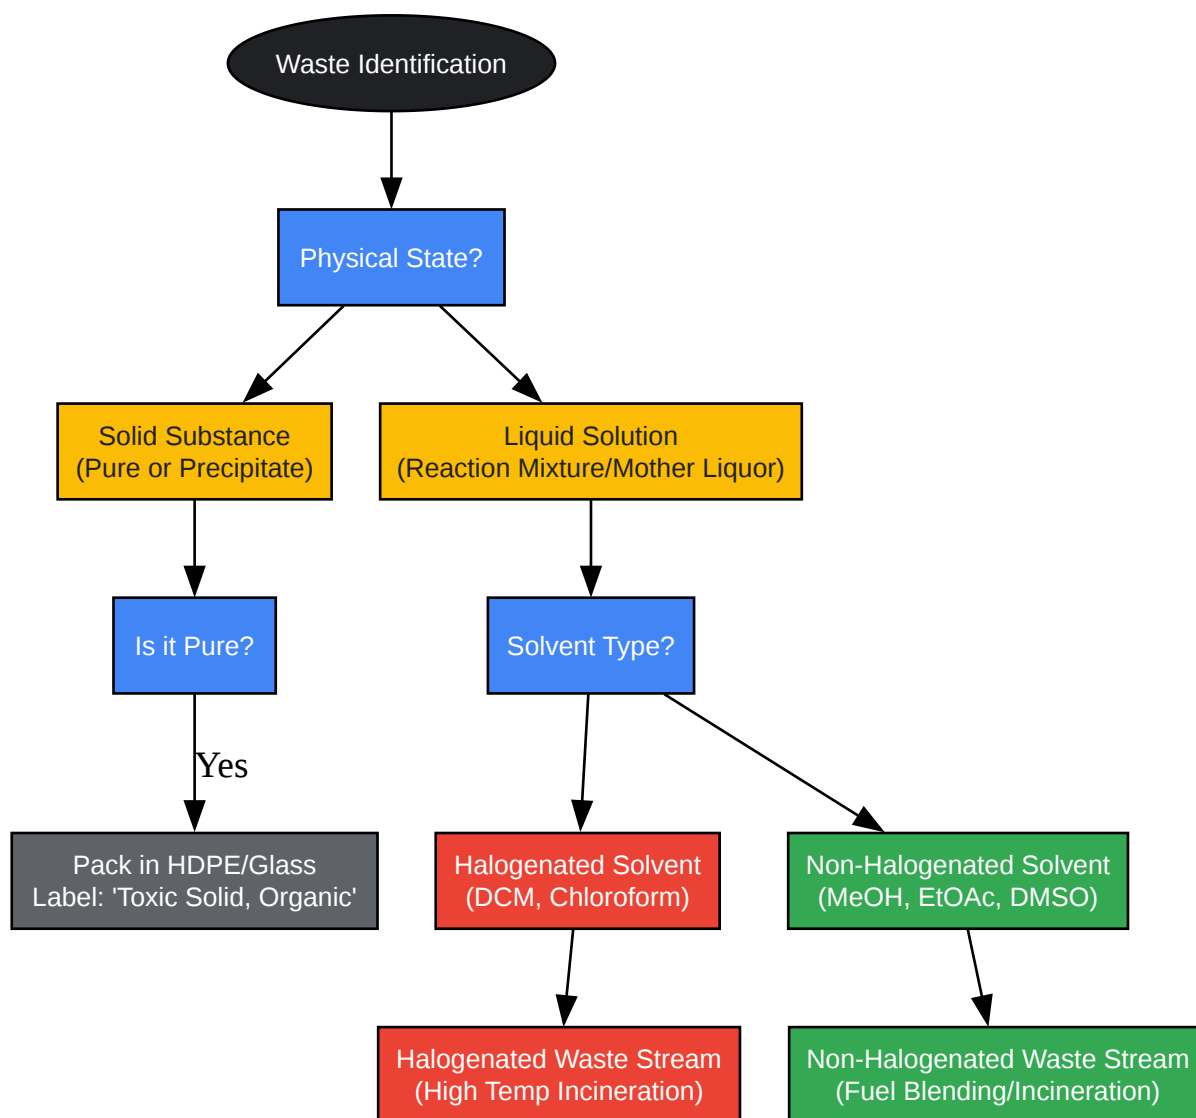 Waste Identification
Physical State?
Solid Substance
(Pure or Precipitate)
Liquid Solution
(Reaction Mixture/Mother Liquor)
Is it Pure?
Solvent Type?
Yes
Pack in HDPE/Glass
Label: 'Toxic Solid, Organic'
Halogenated Solvent
(DCM, Chloroform)
Non-Halogenated Solvent
(MeOH, EtOAc, DMSO)
Halogenated Waste Stream
(High Temp Incineration)
Non-Halogenated Waste Stream
(Fuel Blending/Incineration)